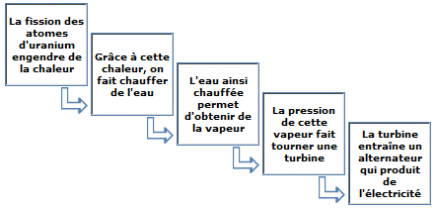 La fission des
atomes
d'uranium
engendre de
la chaleur
Grâce à cette
chaleur, on
fait chauffer
de l'eau
L'eau ainsi
chauffée
permet
d'obtenir de
la vapeur
La pression
de cette
vapeur fait
tourner une
turbine
La turbine
entraîne un
alternateur
qui produit
de
l'électricité